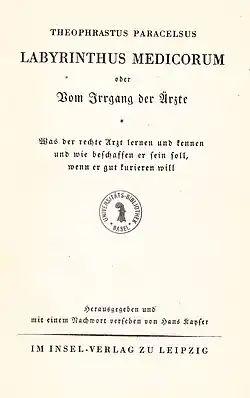 THEOPHRASTUS PARACELSUS
LABYRINTHUS MEDICORUM
oder
Vom Irrgang der Ärzte
*
Was der rechte Arzt lernen und kennen
und wie beschaffen er sein soll,
wenn er gut kurieren will
UNIVERSITÄTS-BIBLIOTHEK
BASEL
Herausgegeben und
mit einem Nachwort versehen von Hans Kayser
IM INSEL-VERLAG ZU LEIPZIG